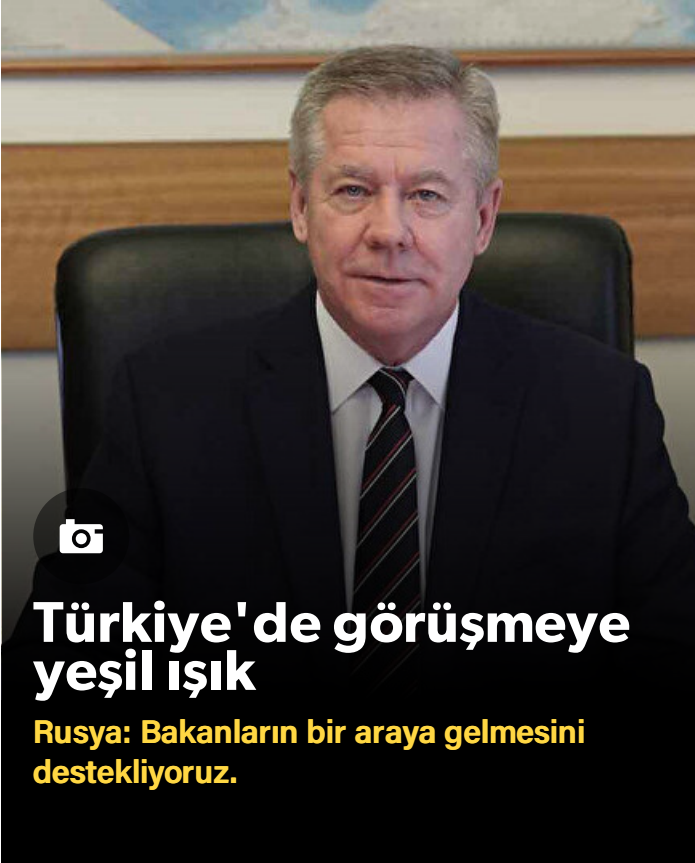 Türkiye'de görüşmeye
yeşil ışık
Rusya: Bakanların bir araya gelmesini
destekliyoruz.